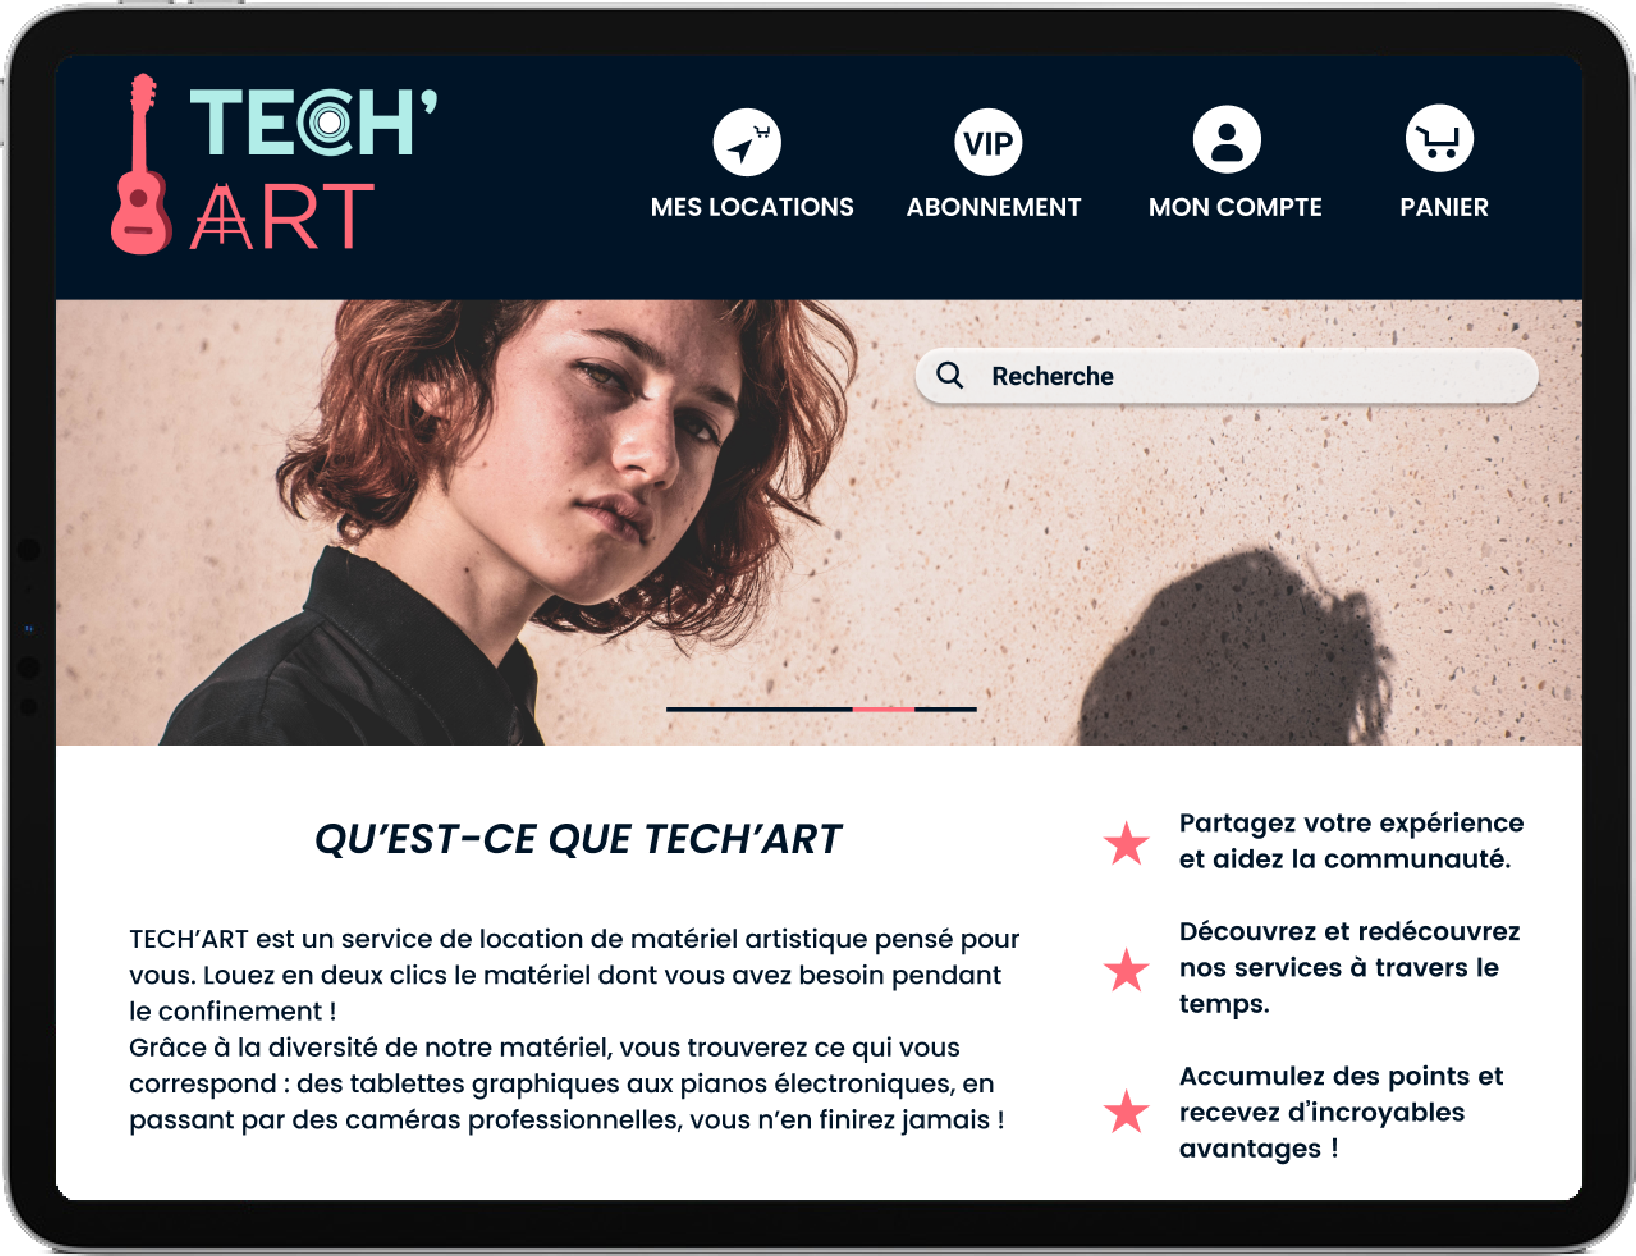 TECH'
ART
MES LOCATIONS
VIP
ABONNEMENT
MON COMPTE
PANIER
Recherche
QU'EST-CE QUE TECH'ART
TECH'ART est un service de location de matériel artistique pensé pour
vous. Louez en deux clics le matériel dont vous avez besoin pendant
le confinement !
Grâce à la diversité de notre matériel, vous trouverez ce qui vous
correspond : des tablettes graphiques aux pianos électroniques, en
passant par des caméras professionnelles, vous n'en finirez jamais !
Partagez votre expérience
et aidez la communauté.
Découvrez et redécouvrez
nos services à travers le
temps.
Accumulez des points et
recevez d'incroyables
avantages !